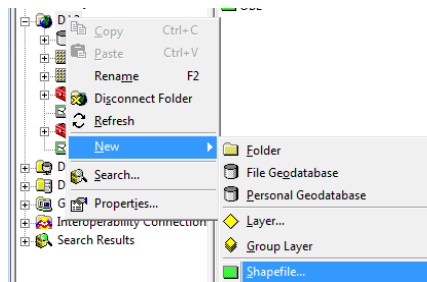 Copy Ctrl+C
Paste Ctrl+V
Rename F2
Disconnect Folder
Refresh
New
Search...
Properties...
Interoperability Connection
Search Results
Folder
File Geodatabase
Personal Geodatabase
Layer...
Group Layer
Shapefile...